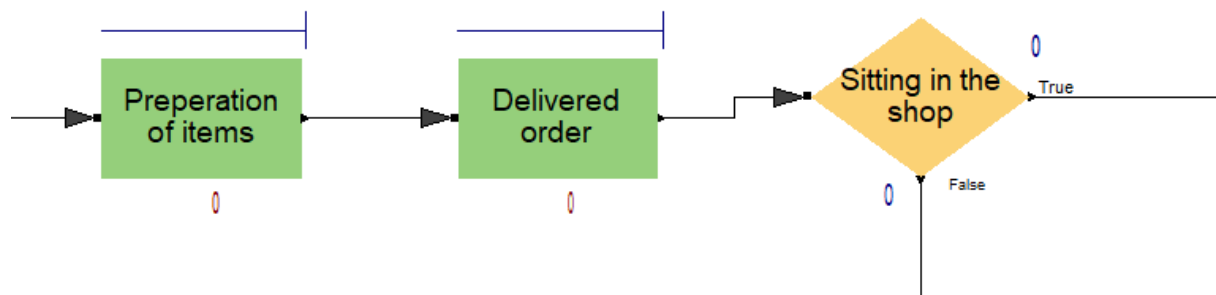 Preperation
of items
0
Delivered
order
0
Sitting in the
shop
0
True
0
False